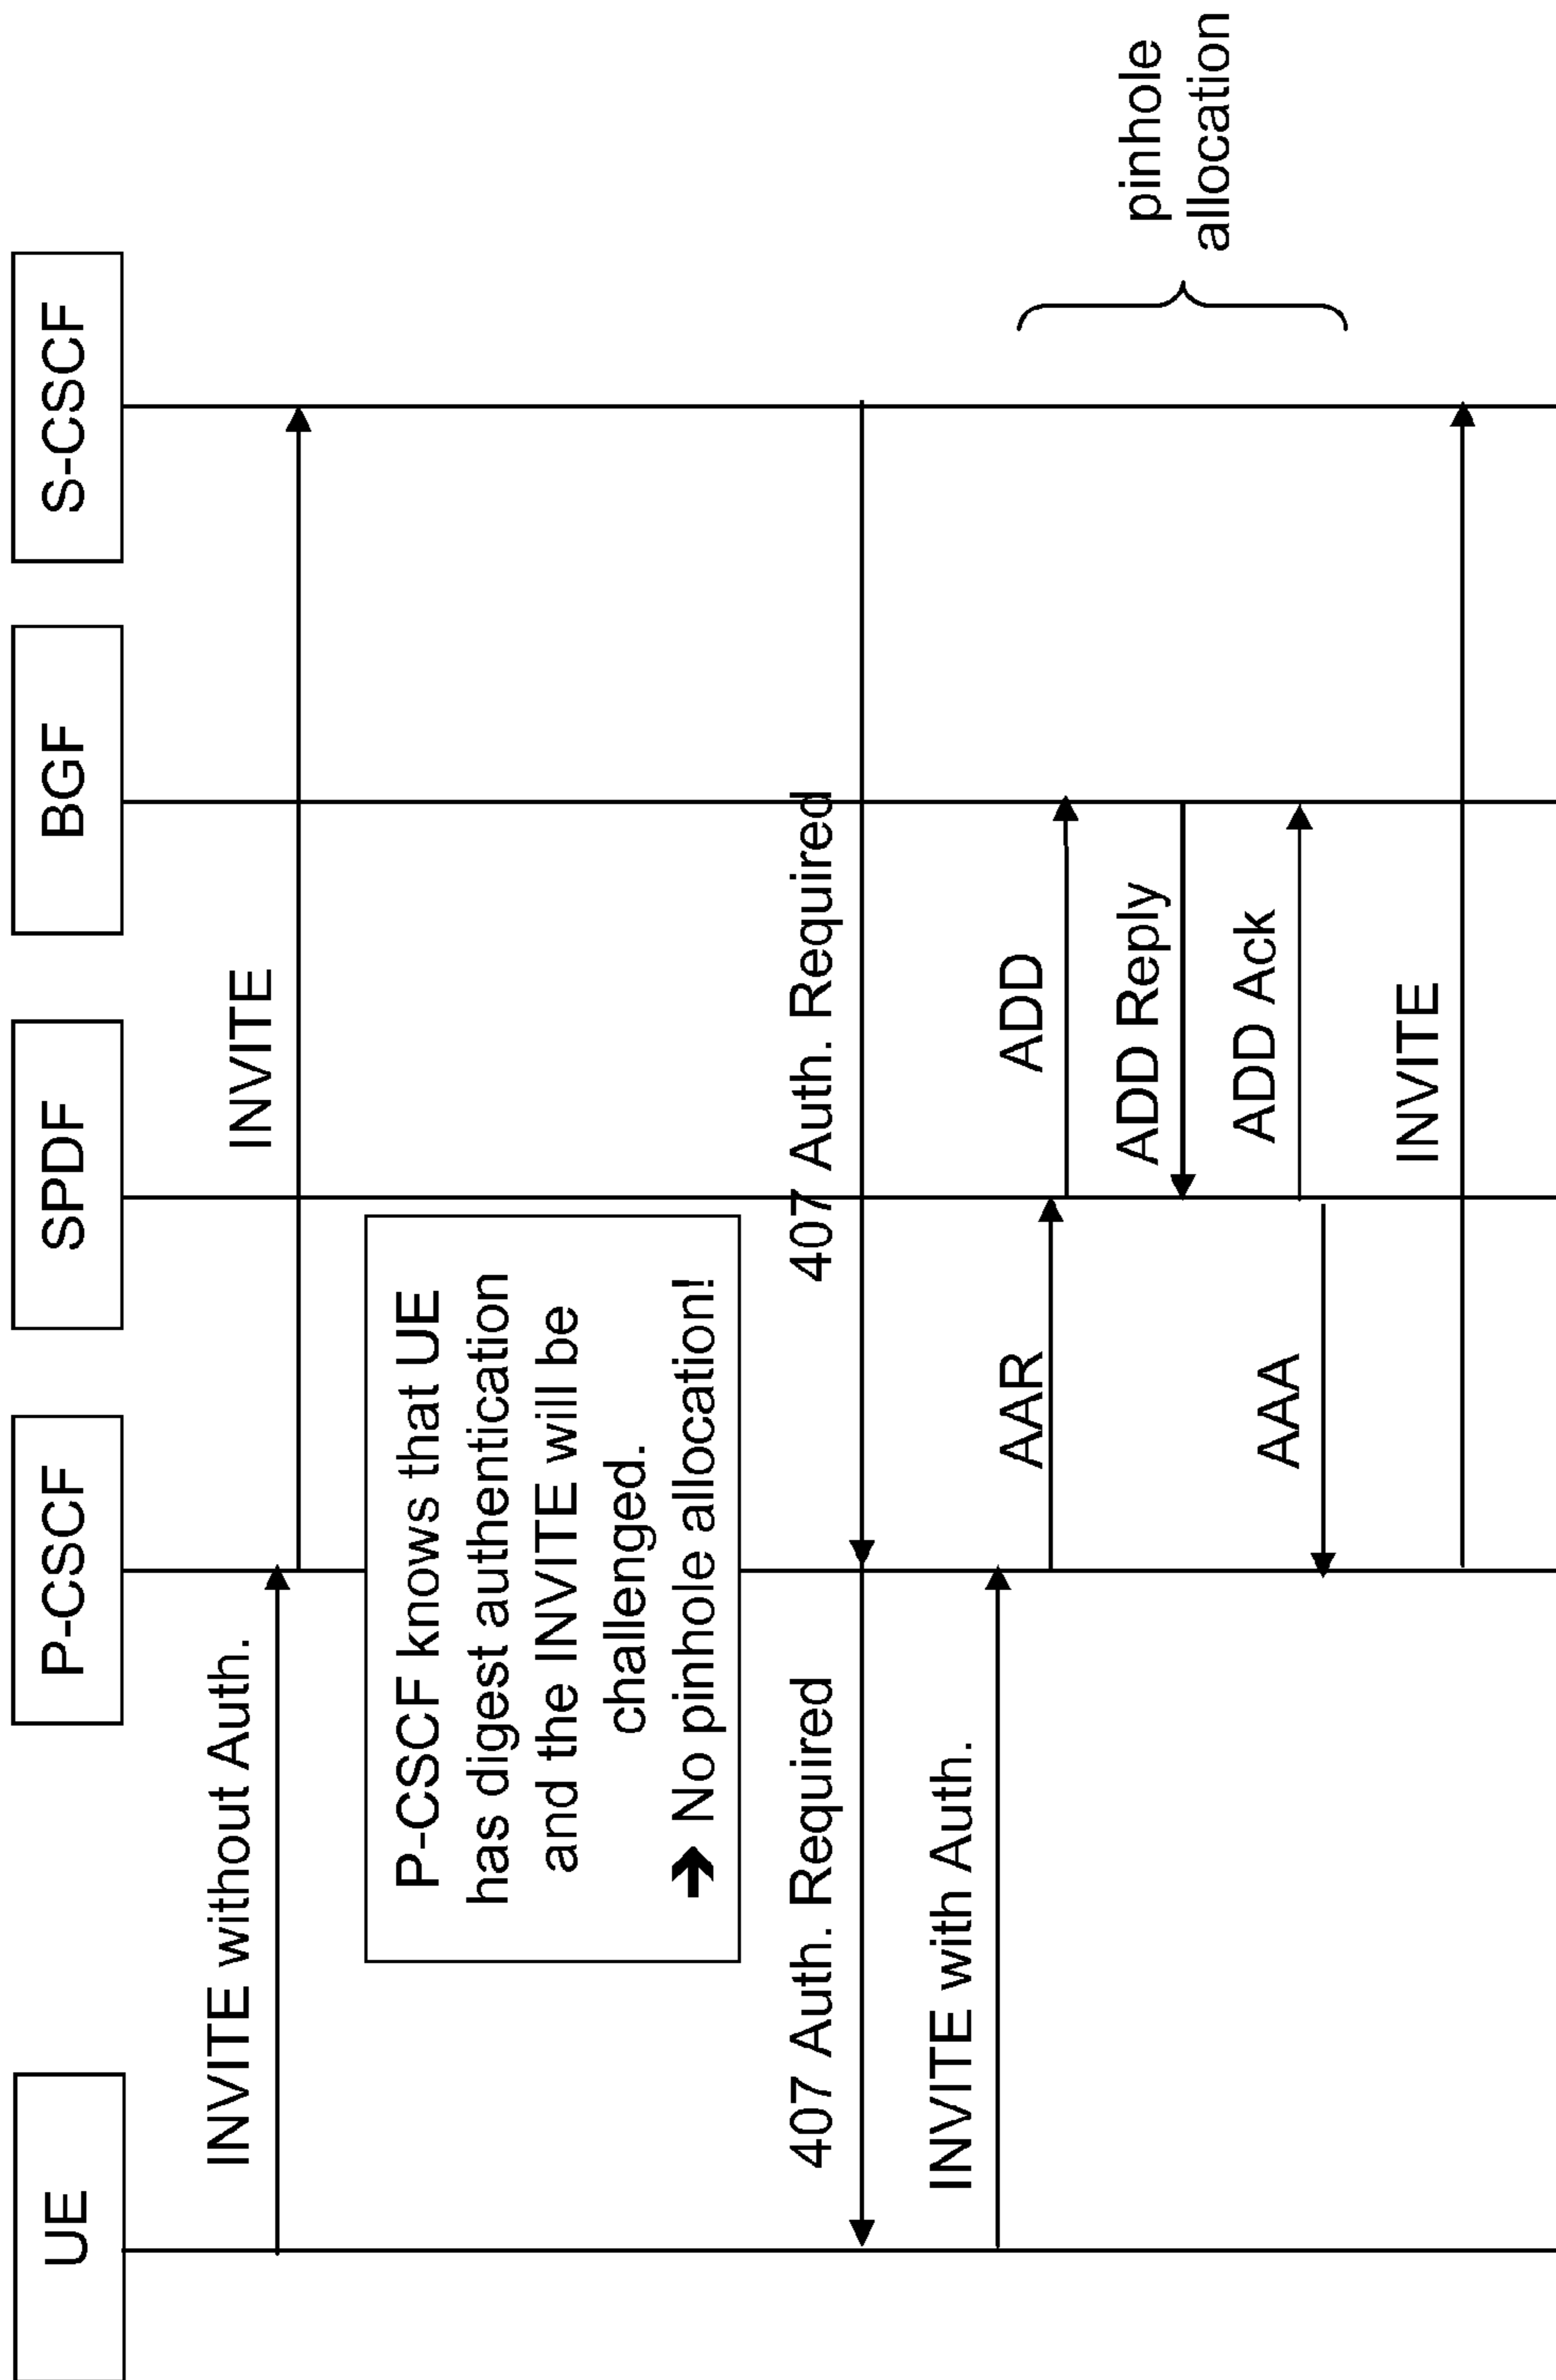 UE
P-CSCF
SPDF
BGF
S-CSCF
INVITE without Auth.
INVITE
P-CSCF knows that UE
has digest authentication
and the INVITE will be
challenged.
➔ No pinhole allocation!
407 Auth. Required
407 Auth. Required
INVITE with Auth.
AAR
ADD
ADD Reply
ADD Ack
AAA
pinhole
allocation
INVITE